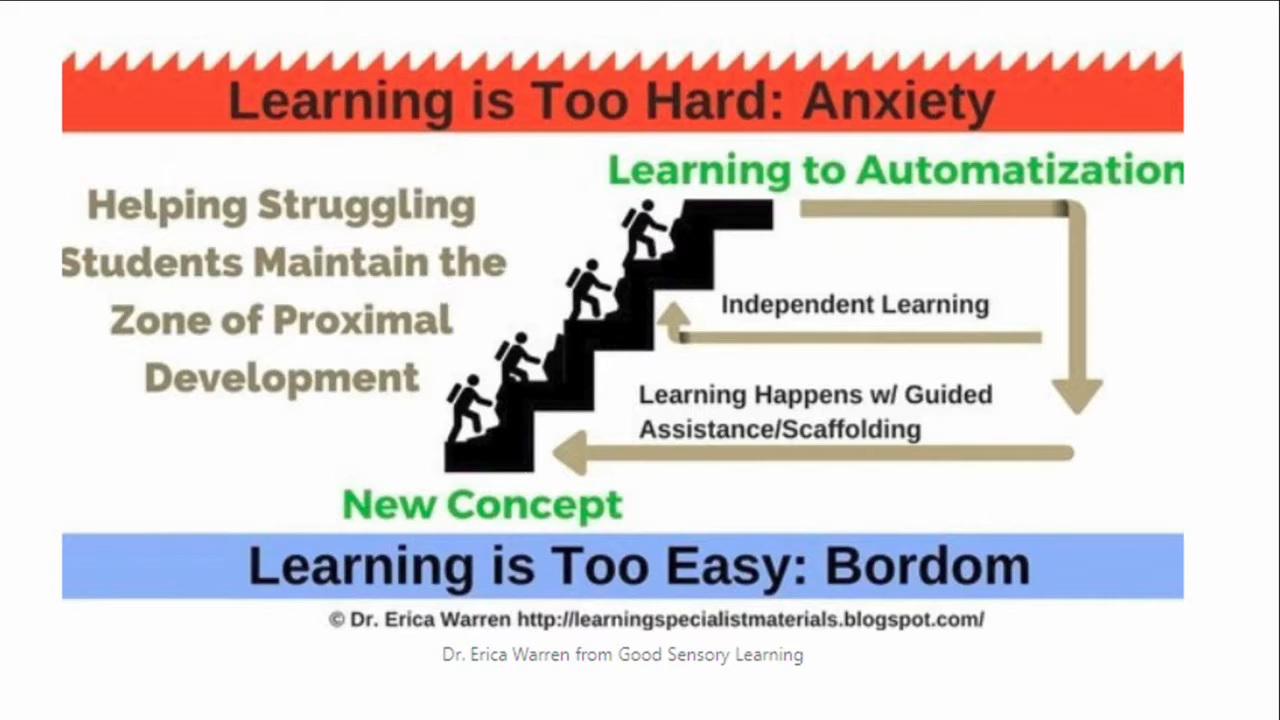 Learning is Too Hard: Anxiety
Learning to Automatization
Helping Struggling
Students Maintain the
Zone of Proximal
Development
Independent Learning
Learning Happens w/ Guided
Assistance/Scaffolding
New Concept
Learning is Too Easy: Bordom
© Dr. Erica Warren http://learningspecialistmaterials.blogspot.com/
Dr. Erica Warren from Good Sensory Learning